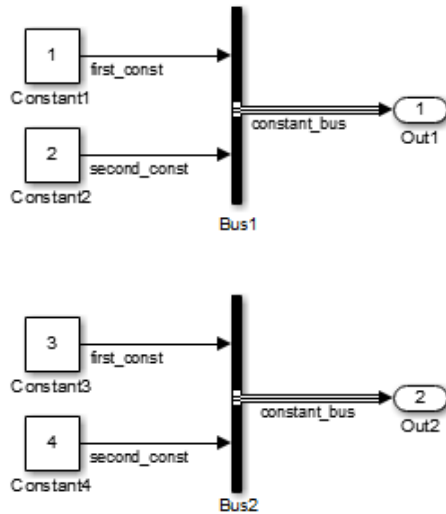 1
first_const
Constant1
1
constant_bus
Out1
2
second_const
Constant2
Bus1
3
first_const
Constant3
2
constant_bus
Out2
4
second_const
Constant4
Bus2